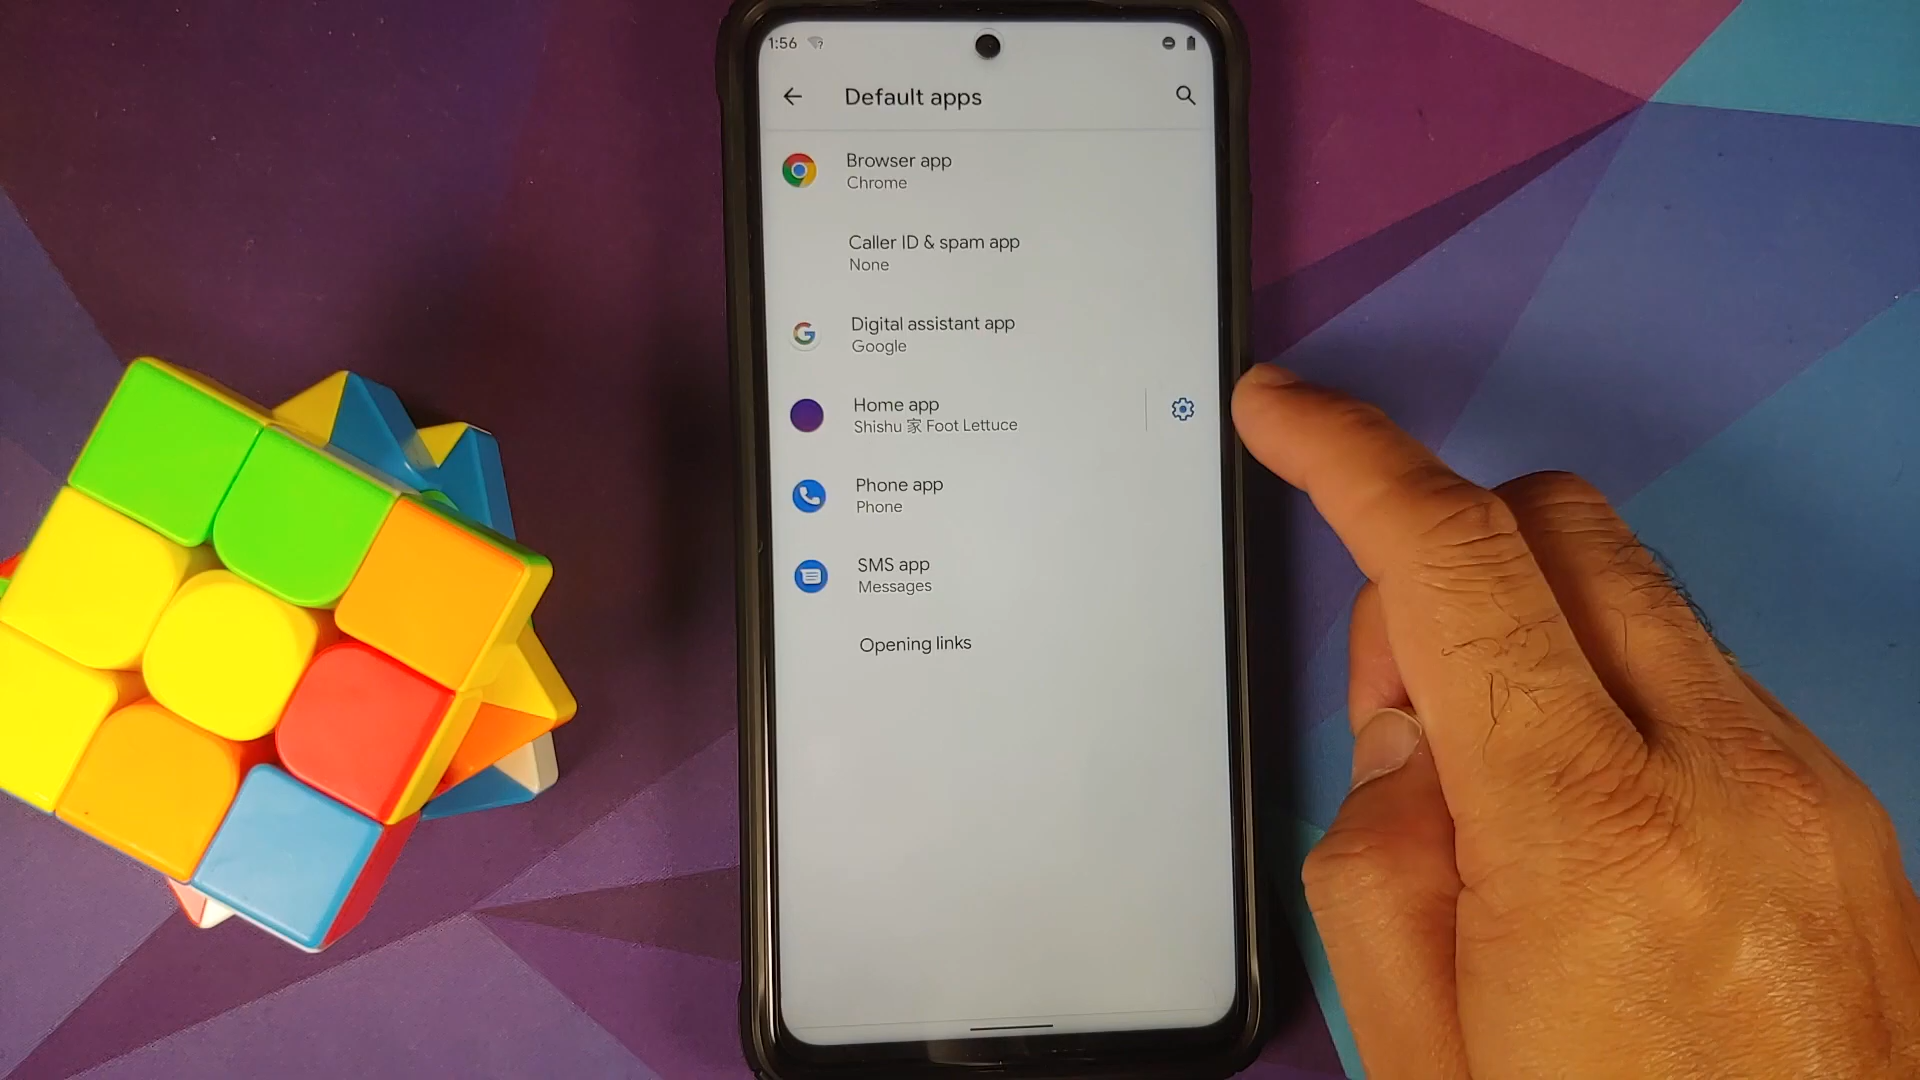 1:56
Default apps
Browser app
Chrome
Caller ID & spam app
None
Digital assistant app
Google
Home app
Shishu 家 Foot Lettuce
Phone app
Phone
SMS app
Messages
Opening links